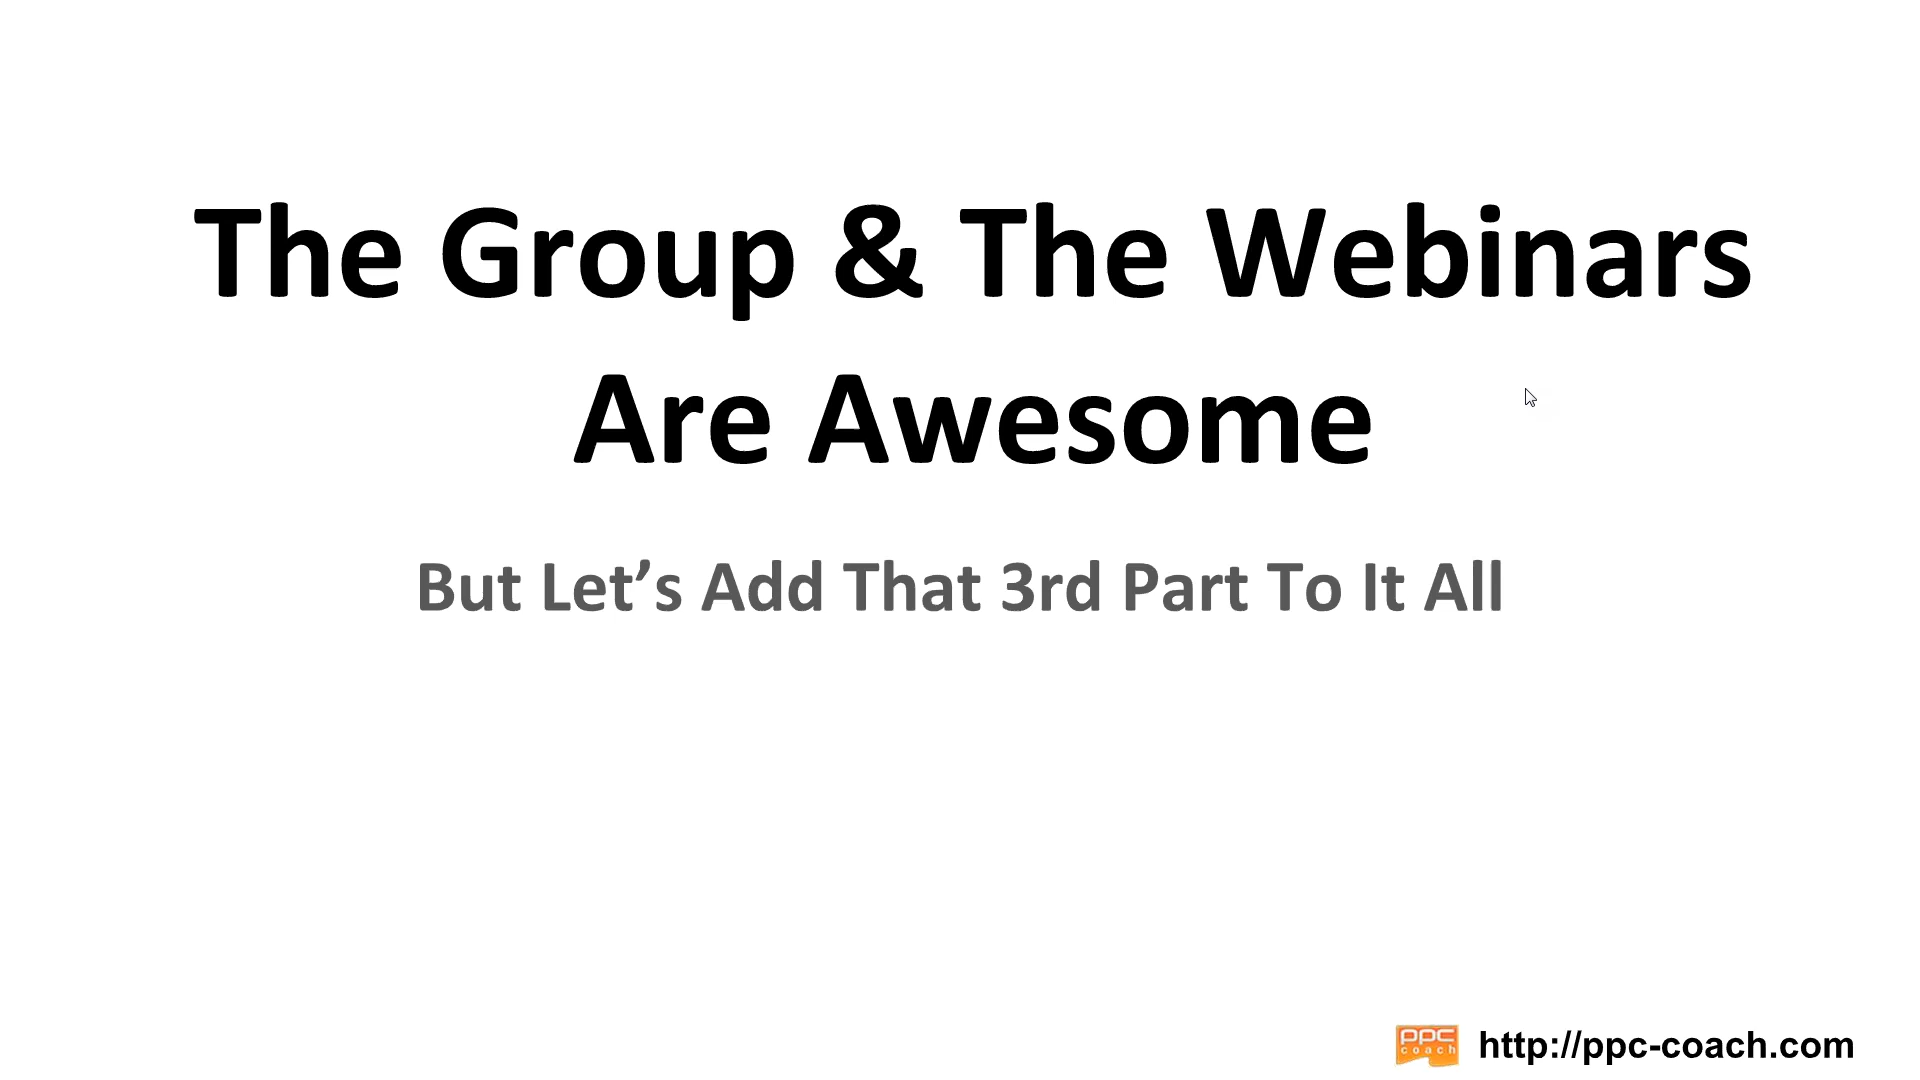 The Group & The Webinars
Are Awesome
But Let’s Add That 3rd Part To It All
ppc
coach
http://ppc-coach.com